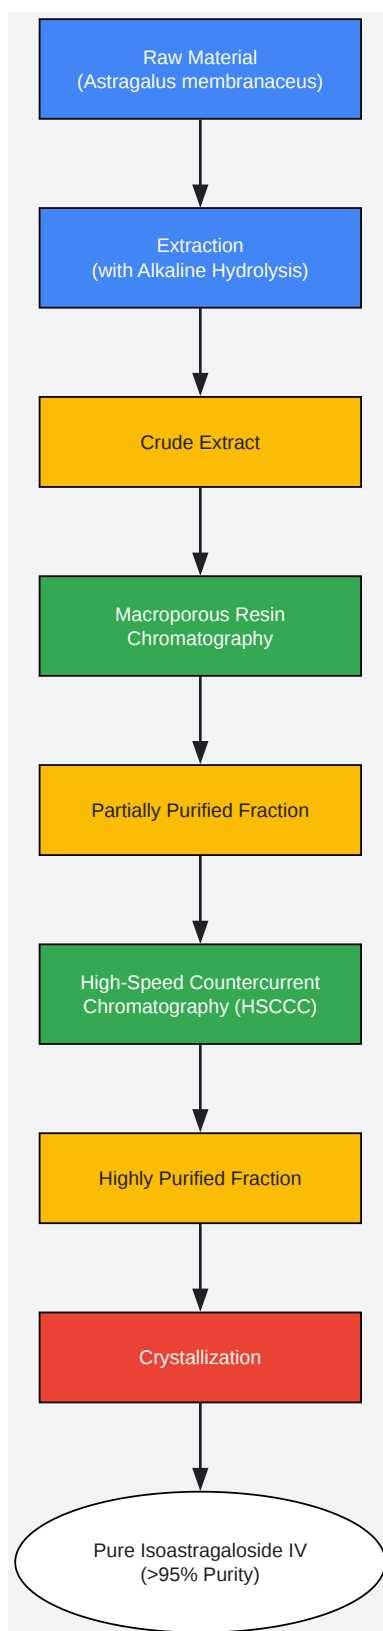 Raw Material
(Astragalus membranaceus)
Extraction
(with Alkaline Hydrolysis)
Crude Extract
Macroporous Resin
Chromatography
Partially Purified Fraction
High-Speed Countercurrent
Chromatography (HSCCC)
Highly Purified Fraction
Crystallization
Pure Isoastragaloside IV
(>95% Purity)